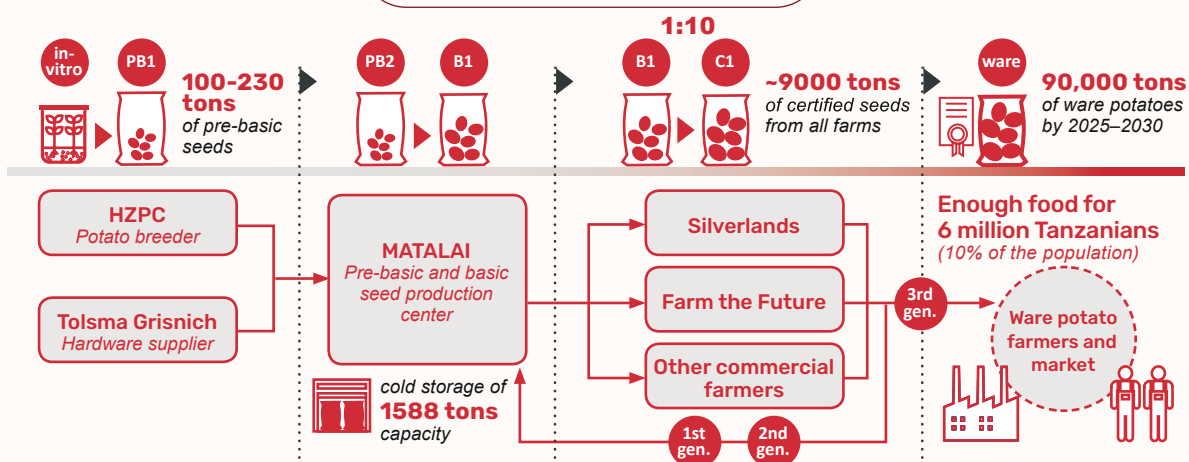 in-
vitro
PB1
100-230
tons
of pre-basic
seeds
PB2
B1
1:10
B1
C1
~9000 tons
of certified seeds
from all farms
ware
90,000 tons
of ware potatoes
by 2025–2030
HZPC
Potato breeder
Tolsma Grisnich
Hardware supplier
MATALAI
Pre-basic and basic
seed production
center
cold storage of
1588 tons
capacity
Silverlands
Farm the Future
Other commercial
farmers
1st
gen.
2nd
gen.
3rd
gen.
Enough food for
6 million Tanzanians
(10% of the population)
Ware potato
farmers and
market